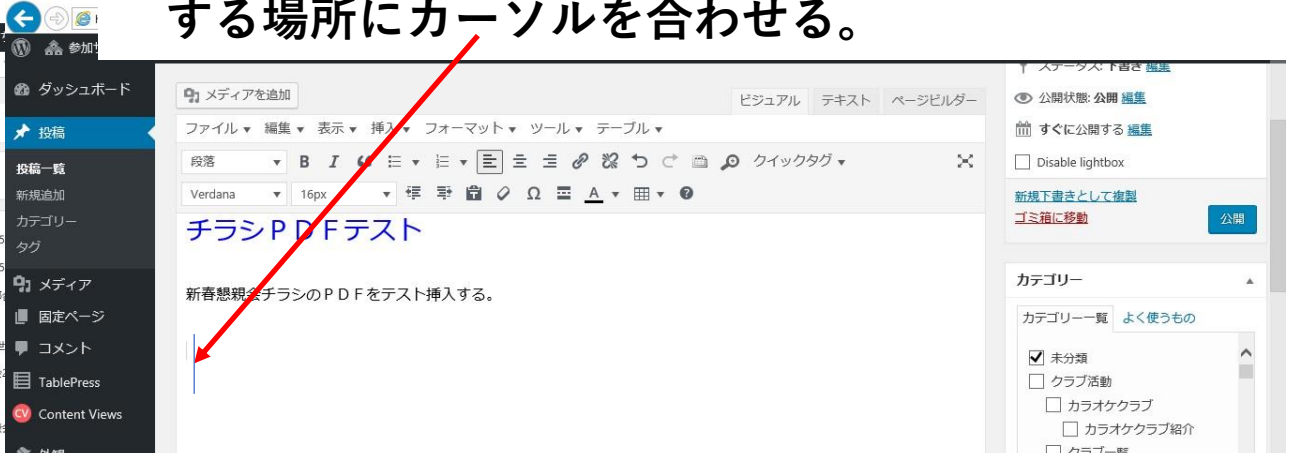 する場所にカーソルを合わせる。
ダッシュボード
投稿
投稿一覧
新規追加
カテゴリー
タグ
メディア
固定ページ
コメント
TablePress
CV Content Views
メディアを追加
ビジュアル テキスト ページビルダー
ファイル 編集 表示 挿入 フォーマット ツール テーブル
段落 B I クイックタグ
Verdana 16px Ω A
チラシＰＤＦテスト
新春懇親会チラシのＰＤＦをテスト挿入する。
ステータス: 下書き 編集
公開状態: 公開 編集
すぐに公開する 編集
Disable lightbox
新規下書きとして複製
ゴミ箱に移動 公開
カテゴリー
カテゴリー一覧 よく使うもの
未分類
クラブ活動
カラオケクラブ
カラオケクラブ紹介
クラブ一覧